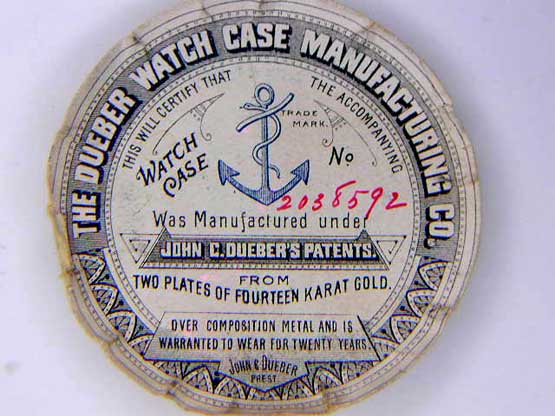 THE DUEBER WATCH CASE MANUFACTURING CO.
THIS WILL CERTIFY THAT THE ACCOMPANYING
TRADE
MARK.
WATCH
CASE
No
2038592
Was Manufactured under
JOHN C. DUEBER'S PATENTS.
FROM
TWO PLATES OF FOURTEEN KARAT GOLD.
OVER COMPOSITION METAL AND IS
WARRANTED TO WEAR FOR TWENTY YEARS.
JOHN C DUEBER
PREST